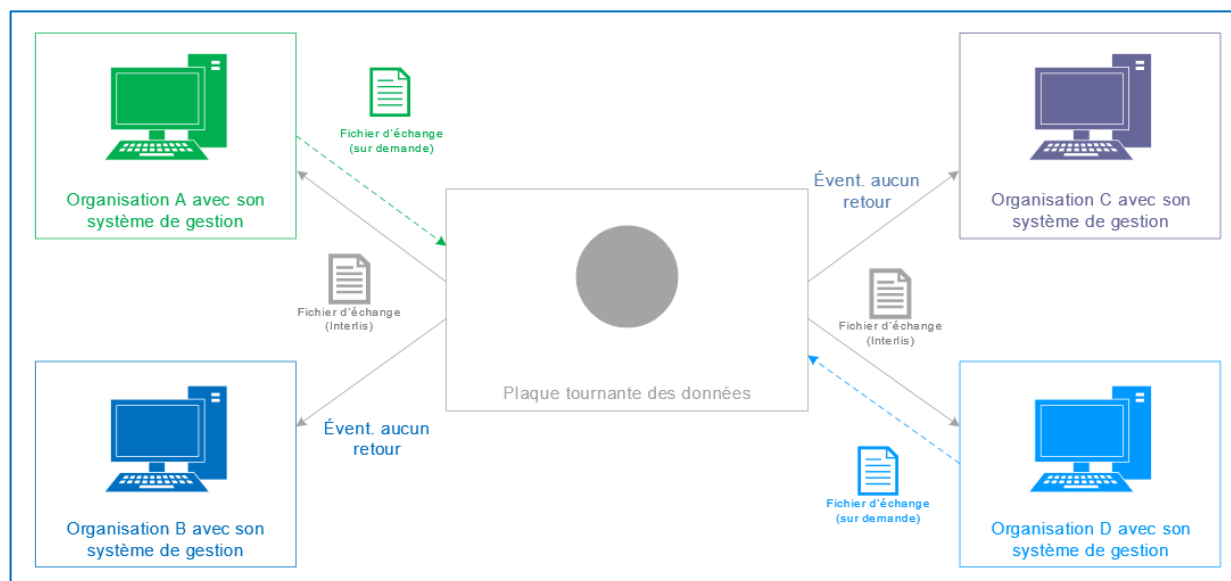 Fichier d'échange
(sur demande)
Organisation A avec son
système de gestion
Évent. aucun
retour
Organisation C avec son
système de gestion
Fichier d'échange
(Interlis)
Fichier d'échange
(Interlis)
Plaque tournante des données
Évent. aucun
retour
Fichier d'échange
(sur demande)
Organisation B avec son
système de gestion
Organisation D avec son
système de gestion